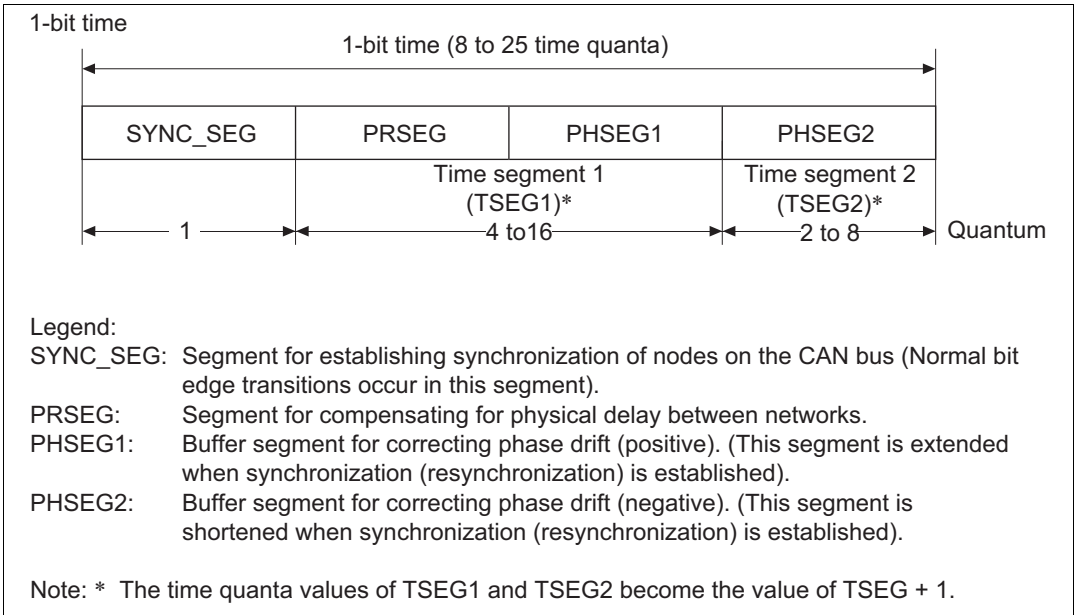 1-bit time
1-bit time (8 to 25 time quanta)
SYNC_SEG PRSEG PHSEG1 PHSEG2
Time segment 1 Time segment 2
(TSEG1)* (TSEG2)*
1 4 to16 2 to 8 Quantum
Legend:
SYNC_SEG: Segment for establishing synchronization of nodes on the CAN bus (Normal bit
edge transitions occur in this segment).
PRSEG: Segment for compensating for physical delay between networks.
PHSEG1: Buffer segment for correcting phase drift (positive). (This segment is extended
when synchronization (resynchronization) is established).
PHSEG2: Buffer segment for correcting phase drift (negative). (This segment is
shortened when synchronization (resynchronization) is established).
Note: * The time quanta values of TSEG1 and TSEG2 become the value of TSEG + 1.